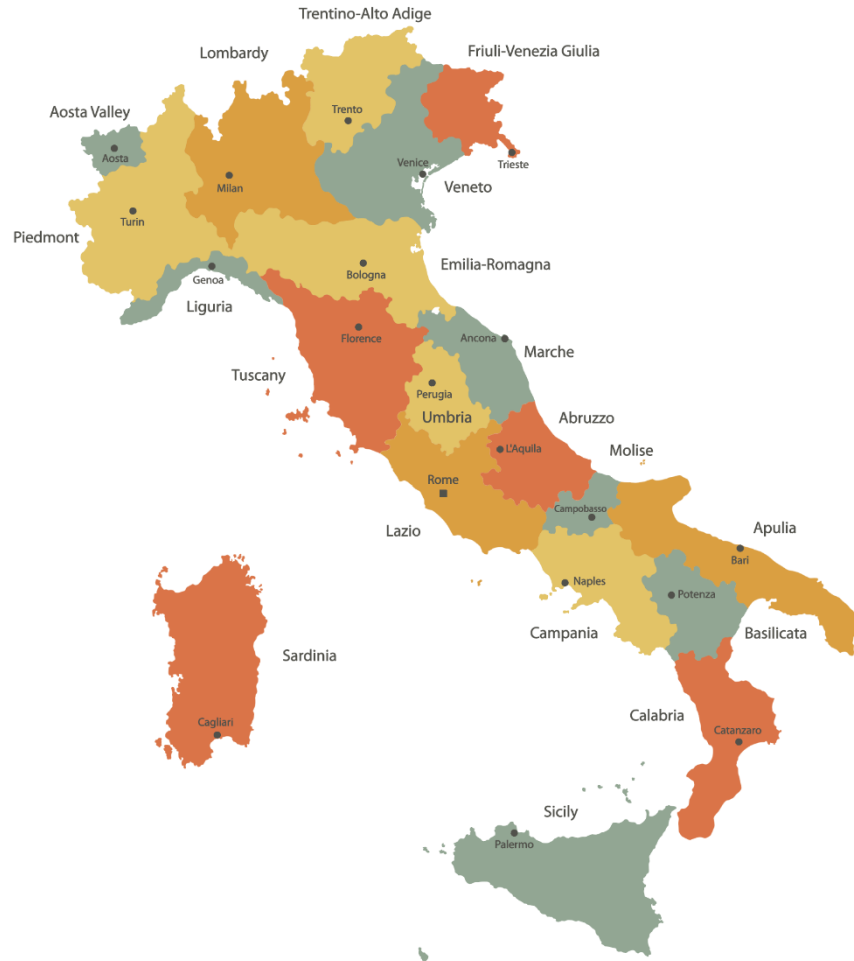 Trentino-Alto Adige
Lombardy
Friuli-Venezia Giulia
Aosta Valley
Trento
Aosta
Venice
Trieste
Milan
Veneto
Turin
Piedmont
Emilia-Romagna
Bologna
Genoa
Liguria
Florence
Ancona
Marche
Tuscany
Perugia
Umbria
Abruzzo
L'Aquila
Molise
Rome
Campobasso
Lazio
Apulia
Bari
Naples
Potenza
Campania
Basilicata
Sardinia
Calabria
Cagliari
Catanzaro
Sicily
Palermo